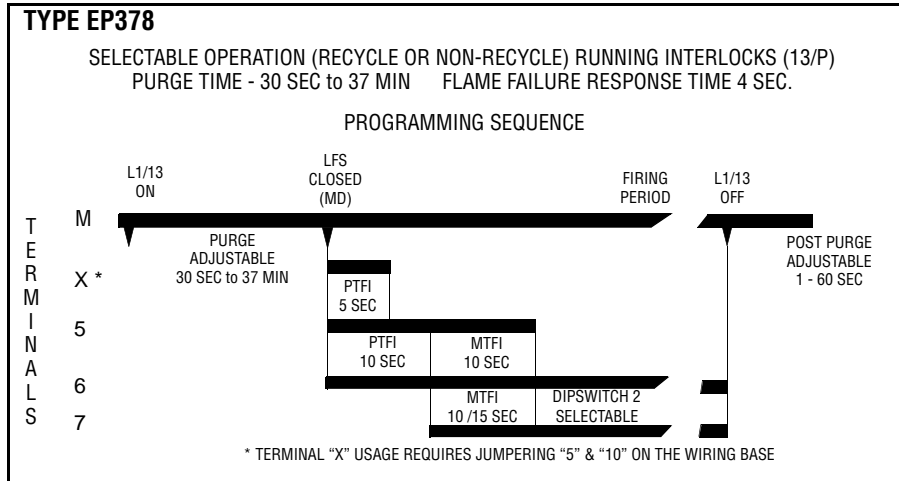 TYPE EP378
SELECTABLE OPERATION (RECYCLE OR NON-RECYCLE) RUNNING INTERLOCKS (13/P)
PURGE TIME - 30 SEC to 37 MIN FLAME FAILURE RESPONSE TIME 4 SEC.
PROGRAMMING SEQUENCE
L1/13
ON
LFS
CLOSED
(MD)
FIRING
PERIOD
L1/13
OFF
TERMINALS
M
PURGE
ADJUSTABLE
30 SEC to 37 MIN
POST PURGE
ADJUSTABLE
1 - 60 SEC
X *
PTFI
5 SEC
5
PTFI
10 SEC
MTFI
10 SEC
6
MTFI
10 /15 SEC
DIPSWITCH 2
SELECTABLE
7
* TERMINAL “X” USAGE REQUIRES JUMPERING “5” & “10” ON THE WIRING BASE